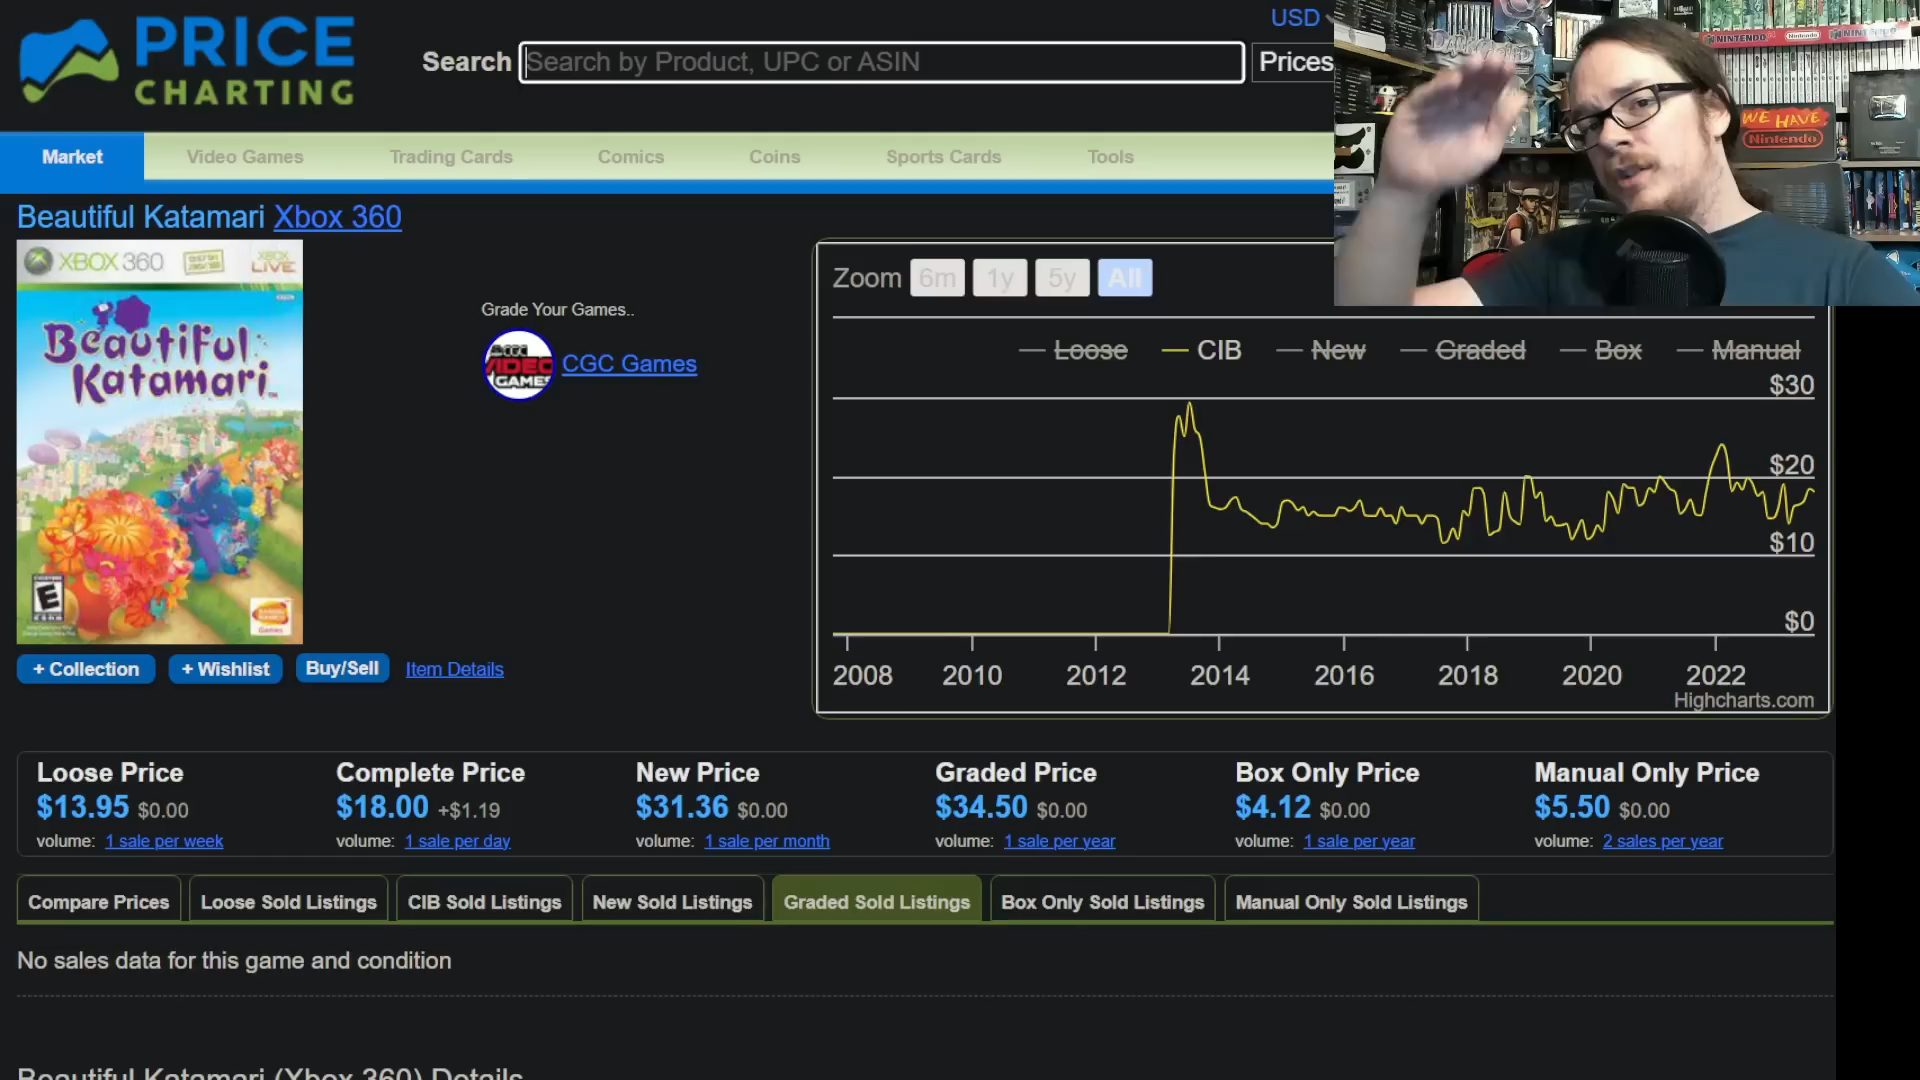 PRICE
CHARTING
Search
Search by Product, UPC or ASIN
Prices
USD
Market
Video Games
Trading Cards
Comics
Coins
Sports Cards
Tools
Beautiful Katamari Xbox 360
XBOX 360
XBOX
LIVE
Beautiful
Katamari
E
Games
Grade Your Games..
CGC
VIDEO
GAMES
CGC Games
+ Collection
+ Wishlist
Buy/Sell
Item Details
Zoom
6m
1y
5y
All
Loose
CIB
New
Graded
Box
Manual
$30
$20
$10
$0
2008
2010
2012
2014
2016
2018
2020
2022
Highcharts.com
NINTENDO
Nintendo
WE HAVE
Nintendo
Loose Price
$13.95 $0.00
volume: 1 sale per week
Complete Price
$18.00 +$1.19
volume: 1 sale per day
New Price
$31.36 $0.00
volume: 1 sale per month
Graded Price
$34.50 $0.00
volume: 1 sale per year
Box Only Price
$4.12 $0.00
volume: 1 sale per year
Manual Only Price
$5.50 $0.00
volume: 2 sales per year
Compare Prices
Loose Sold Listings
CIB Sold Listings
New Sold Listings
Graded Sold Listings
Box Only Sold Listings
Manual Only Sold Listings
No sales data for this game and condition
Beautiful Katamari (Xbox 360) Details